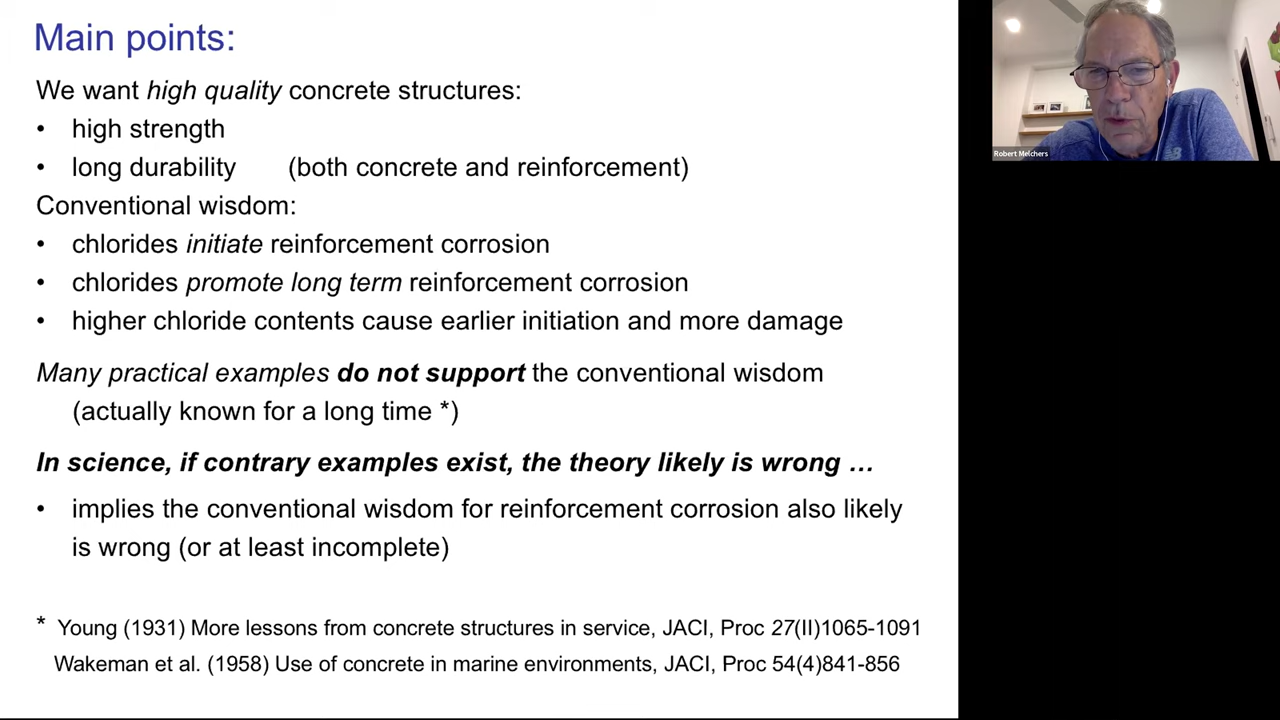 Main points:
We want high quality concrete structures:
• high strength
• long durability (both concrete and reinforcement)
Conventional wisdom:
• chlorides initiate reinforcement corrosion
• chlorides promote long term reinforcement corrosion
• higher chloride contents cause earlier initiation and more damage
Many practical examples do not support the conventional wisdom
(actually known for a long time *)
In science, if contrary examples exist, the theory likely is wrong …
• implies the conventional wisdom for reinforcement corrosion also likely
is wrong (or at least incomplete)
* Young (1931) More lessons from concrete structures in service, JACI, Proc 27(II)1065-1091
Wakeman et al. (1958) Use of concrete in marine environments, JACI, Proc 54(4)841-856
Robert Melchers